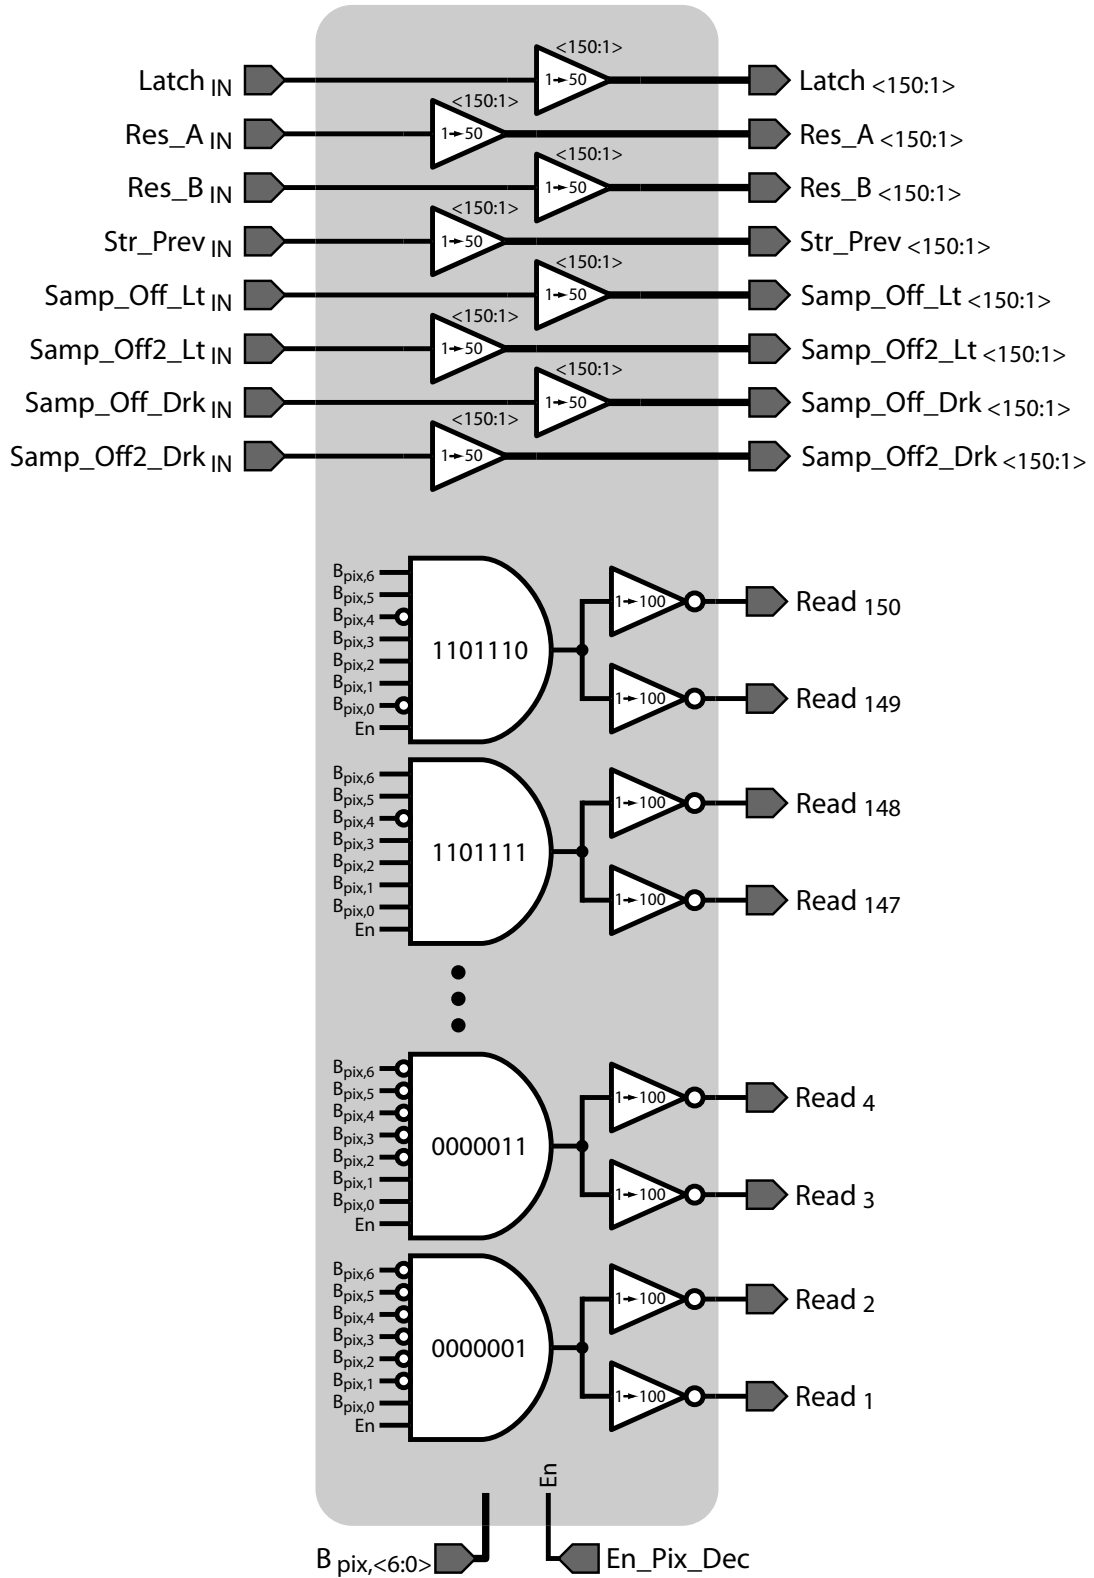 <150:1>
Latch IN 1→50 Latch <150:1>
<150:1>
Res_A IN 1→50 Res_A <150:1>
<150:1>
Res_B IN 1→50 Res_B <150:1>
<150:1>
Str_Prev IN 1→50 Str_Prev <150:1>
<150:1>
Samp_Off_Lt IN 1→50 Samp_Off_Lt <150:1>
<150:1>
Samp_Off2_Lt IN 1→50 Samp_Off2_Lt <150:1>
<150:1>
Samp_Off_Drk IN 1→50 Samp_Off_Drk <150:1>
<150:1>
Samp_Off2_Drk IN 1→50 Samp_Off2_Drk <150:1>
Bpix,6
Bpix,5
Bpix,4
Bpix,3
Bpix,2
Bpix,1
Bpix,0
En
1101110
1→100 Read 150
1→100 Read 149
Bpix,6
Bpix,5
Bpix,4
Bpix,3
Bpix,2
Bpix,1
Bpix,0
En
1101111
1→100 Read 148
1→100 Read 147
Bpix,6
Bpix,5
Bpix,4
Bpix,3
Bpix,2
Bpix,1
Bpix,0
En
0000011
1→100 Read 4
1→100 Read 3
Bpix,6
Bpix,5
Bpix,4
Bpix,3
Bpix,2
Bpix,1
Bpix,0
En
0000001
1→100 Read 2
1→100 Read 1
En
B pix,<6:0> En_Pix_Dec